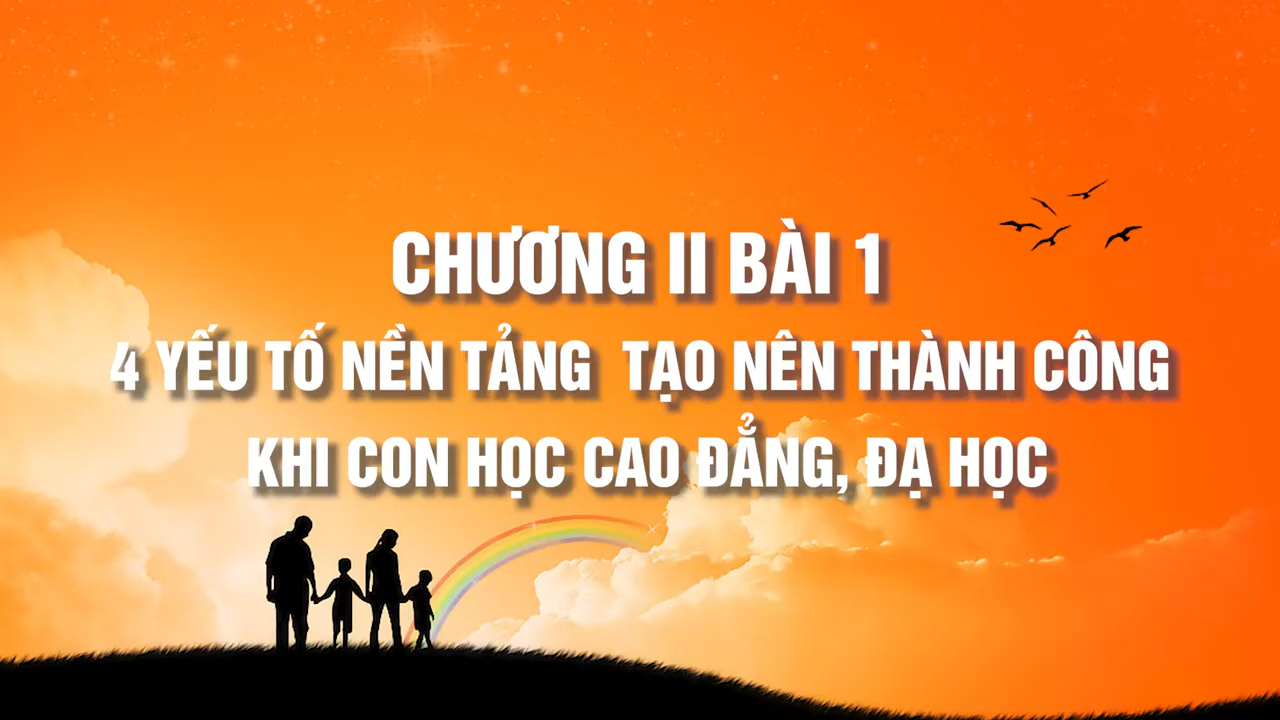 CHƯƠNG II BÀI 1
4 YẾU TỐ NỀN TẢNG TẠO NÊN THÀNH CÔNG
KHI CON HỌC CAO ĐẲNG, ĐẠ HỌC